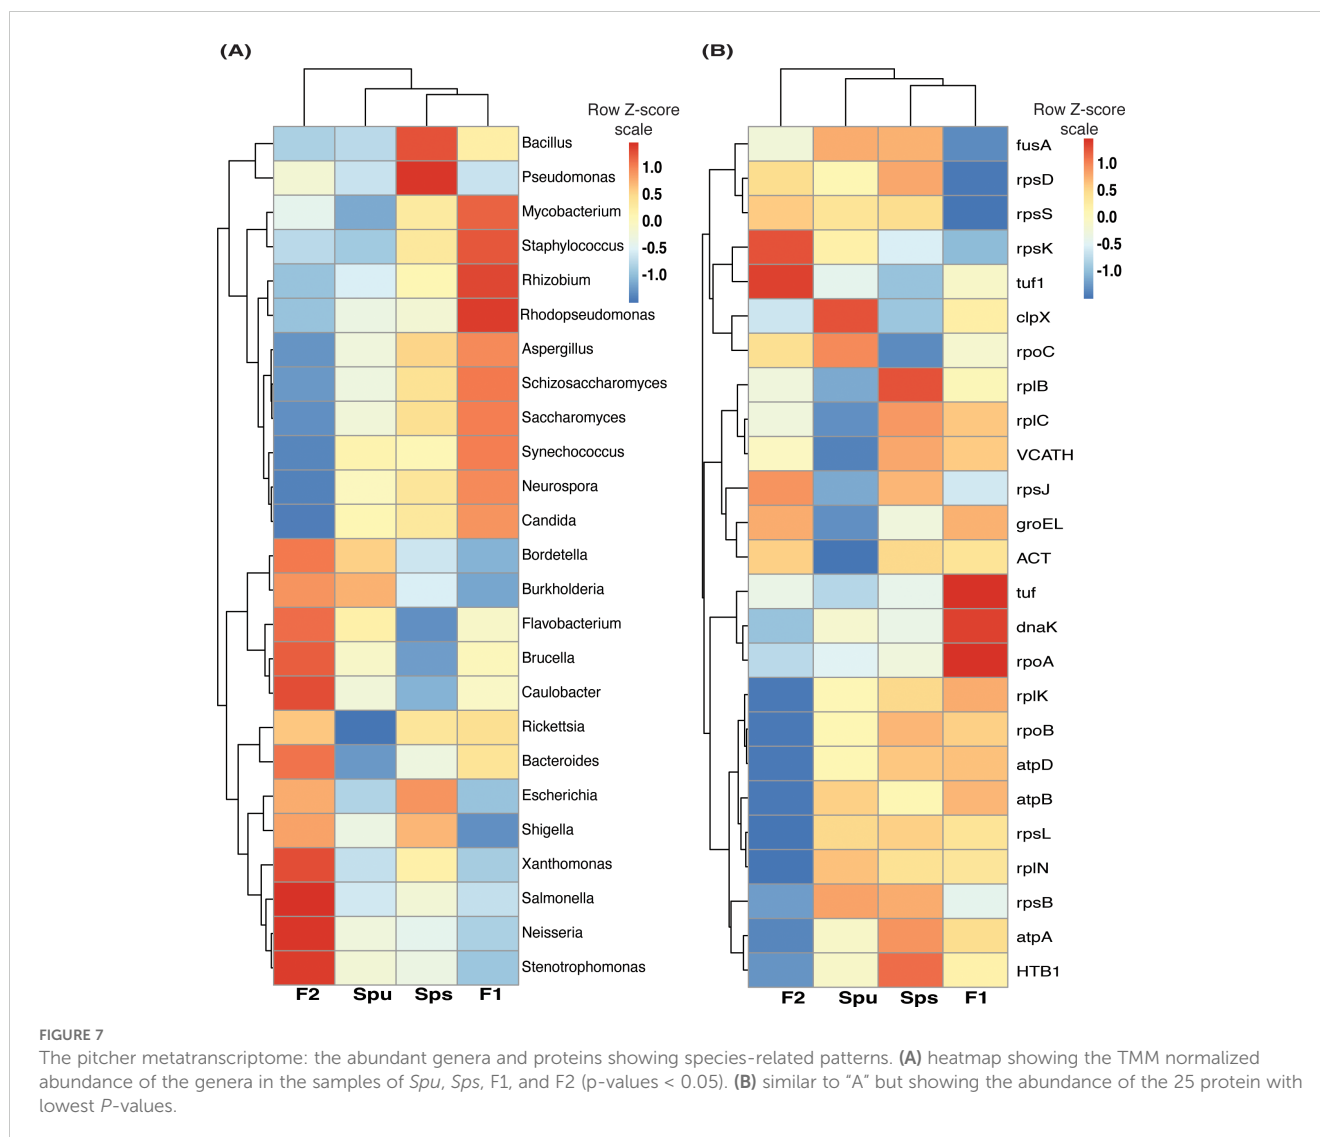 (A)
Row Z-score
scale
1.0
0.5
0.0
-0.5
-1.0
Bacillus
Pseudomonas
Mycobacterium
Staphylococcus
Rhizobium
Rhodopseudomonas
Aspergillus
Schizosaccharomyces
Saccharomyces
Synechococcus
Neurospora
Candida
Bordetella
Burkholderia
Flavobacterium
Brucella
Caulobacter
Rickettsia
Bacteroides
Escherichia
Shigella
Xanthomonas
Salmonella
Neisseria
Stenotrophomonas
F2 Spu Sps F1
(B)
Row Z-score
scale
1.0
0.5
0.0
-0.5
-1.0
fusA
rpsD
rpsS
rpsK
tuf1
clpX
rpoC
rplB
rplC
VCATH
rpsJ
groEL
ACT
tuf
dnaK
rpoA
rplK
rpoB
atpD
atpB
rpsL
rplN
rpsB
atpA
HTB1
F2 Spu Sps F1
FIGURE 7
The pitcher metatranscriptome: the abundant genera and proteins showing species-related patterns. (A) heatmap showing the TMM normalized
abundance of the genera in the samples of Spu, Sps, F1, and F2 (p-values < 0.05). (B) similar to “A” but showing the abundance of the 25 protein with
lowest P-values.